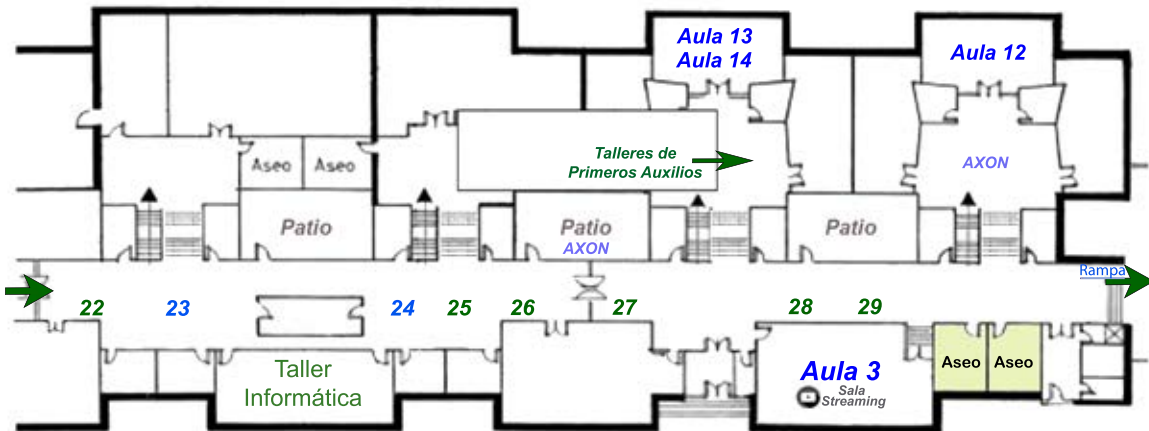 Aula 13
Aula 14
Aula 12
Aseo
Aseo
Talleres de
Primeros Auxilios
AXON
Patio
Patio
AXON
Patio
Rampa
22
23
24
25
26
27
28
29
Taller
Informática
Aula 3
Sala
Streaming
Aseo
Aseo